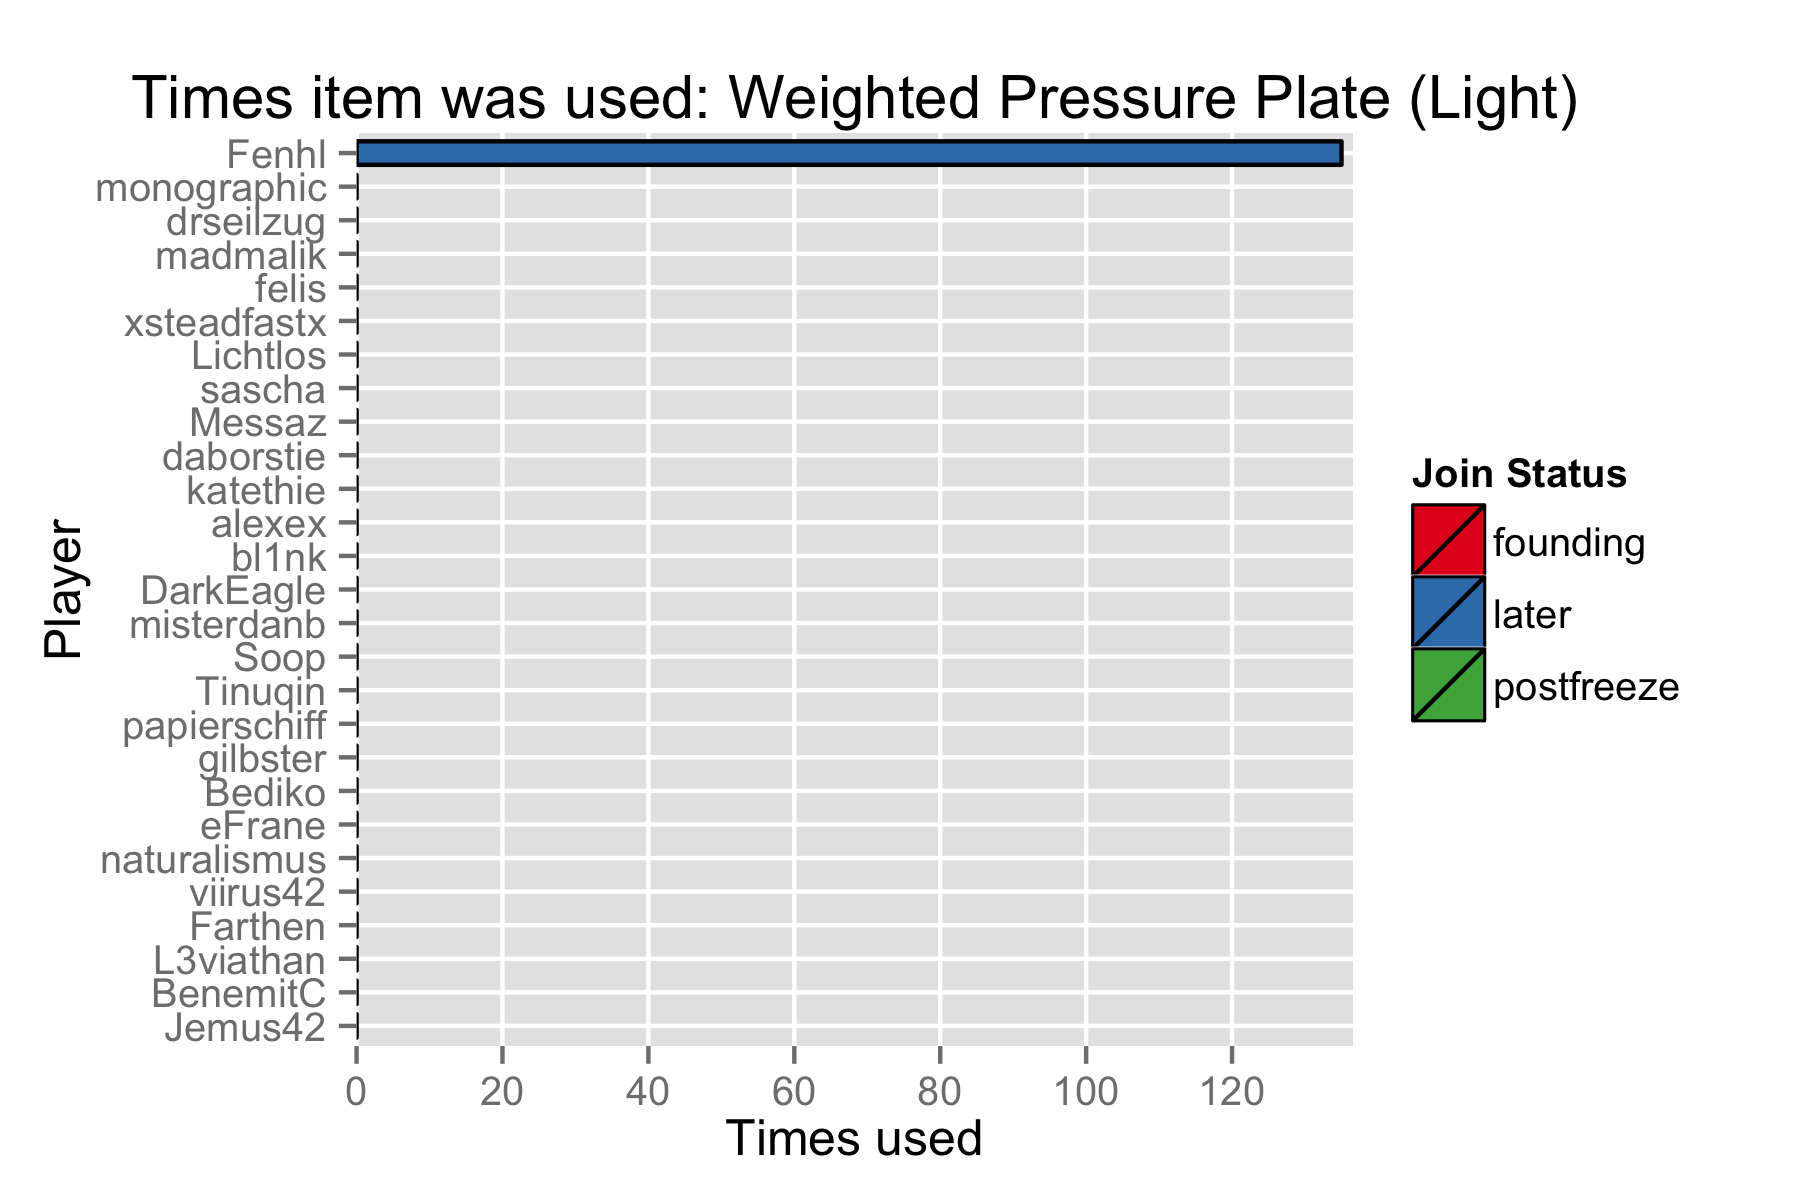 Times item was used: Weighted Pressure Plate (Light)
Fenhl
monographic
drseilzug
madmalik
felis
xsteadfastx
Lichtlos
sascha
Messaz
daborstie
katethie
alexex
bl1nk
DarkEagle
misterdanb
Soop
Tinuqin
papierschiff
gilbster
Bediko
eFrane
naturalismus
viirus42
Farthen
L3viathan
BenemitC
Jemus42
Player
0 20 40 60 80 100 120
Times used
Join Status
founding
later
postfreeze